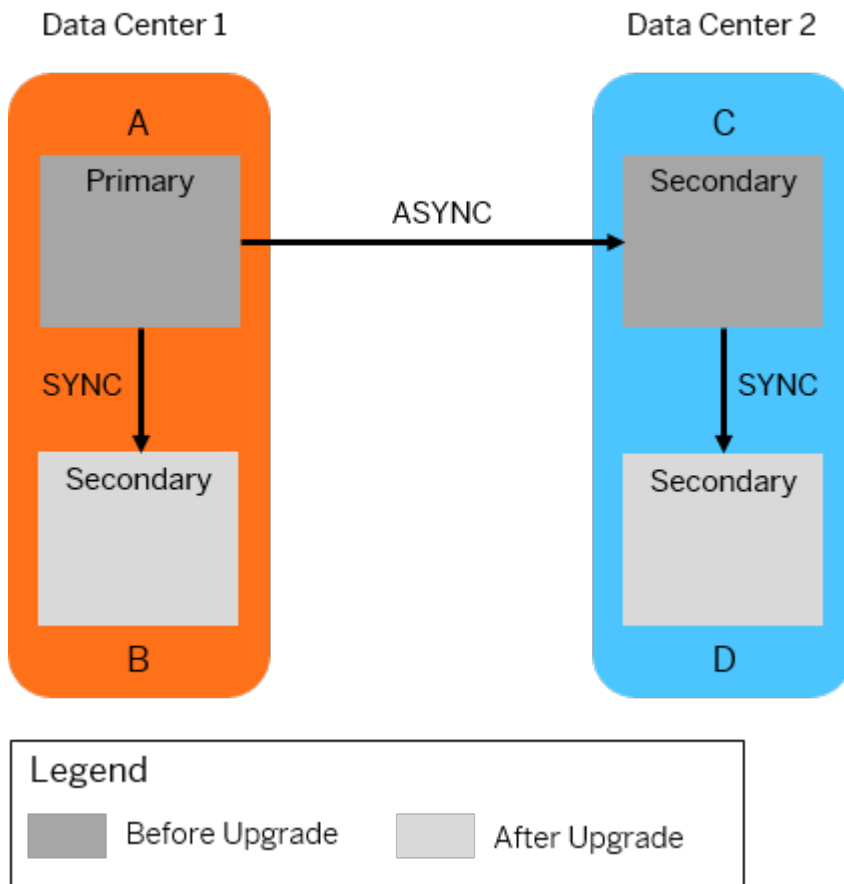 Data Center 1
Data Center 2
A
C
Primary
Secondary
ASYNC
SYNC
SYNC
Secondary
Secondary
B
D
Legend
Before Upgrade
After Upgrade